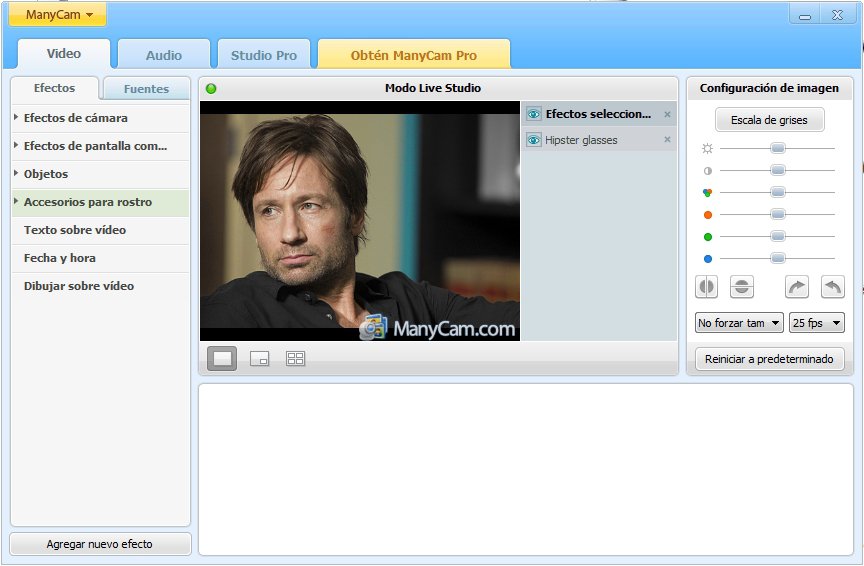 ManyCam
Video
Audio
Studio Pro
Obtén ManyCam Pro
Efectos
Fuentes
Efectos de cámara
Efectos de pantalla com...
Objetos
Accesorios para rostro
Texto sobre vídeo
Fecha y hora
Dibujar sobre vídeo
Agregar nuevo efecto
Modo Live Studio
ManyCam.com
Efectos seleccion...
Hipster glasses
Configuración de imagen
Escala de grises
No forzar tam
25 fps
Reiniciar a predeterminado